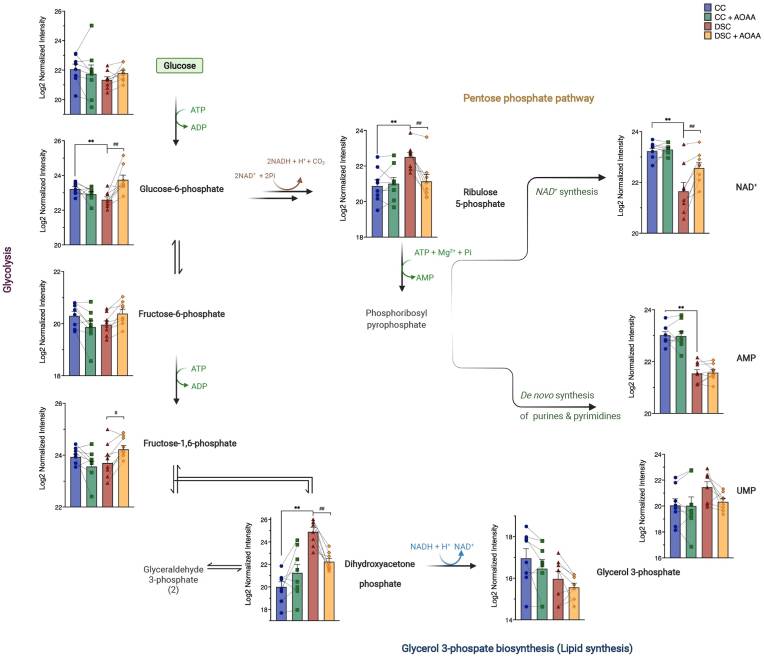 CC
CC + AOAA
DSC
DSC + AOAA
Log2 Normalized Intensity
26
24
22
20
Glucose
ATP
ADP
Pentose phosphate pathway
Log2 Normalized Intensity
26
24
22
20
**
##
Glucose-6-phosphate
2NADH + H⁺ + CO₂
2NAD⁺ + 2Pi
Log2 Normalized Intensity
24
22
20
18
**
##
Ribulose
5-phosphate
NAD⁺ synthesis
Log2 Normalized Intensity
24
22
20
**
##
NAD⁺
Glycolysis
ATP + Mg²⁺ + Pi
AMP
Phosphoribosyl
pyrophosphate
Log2 Normalized Intensity
22
20
18
Fructose-6-phosphate
ATP
ADP
Log2 Normalized Intensity
24
22
20
**
AMP
De novo synthesis
of purines & pyrimidines
Log2 Normalized Intensity
26
24
22
#
Fructose-1,6-phosphate
Log2 Normalized Intensity
24
22
20
18
16
UMP
Glyceraldehyde
3-phosphate
(2)
Log2 Normalized Intensity
26
24
22
20
18
**
##
Dihydroxyacetone
phosphate
NADH + H⁺ NAD⁺
Log2 Normalized Intensity
18
16
14
Glycerol 3-phosphate
Glycerol 3-phospate biosynthesis (Lipid synthesis)